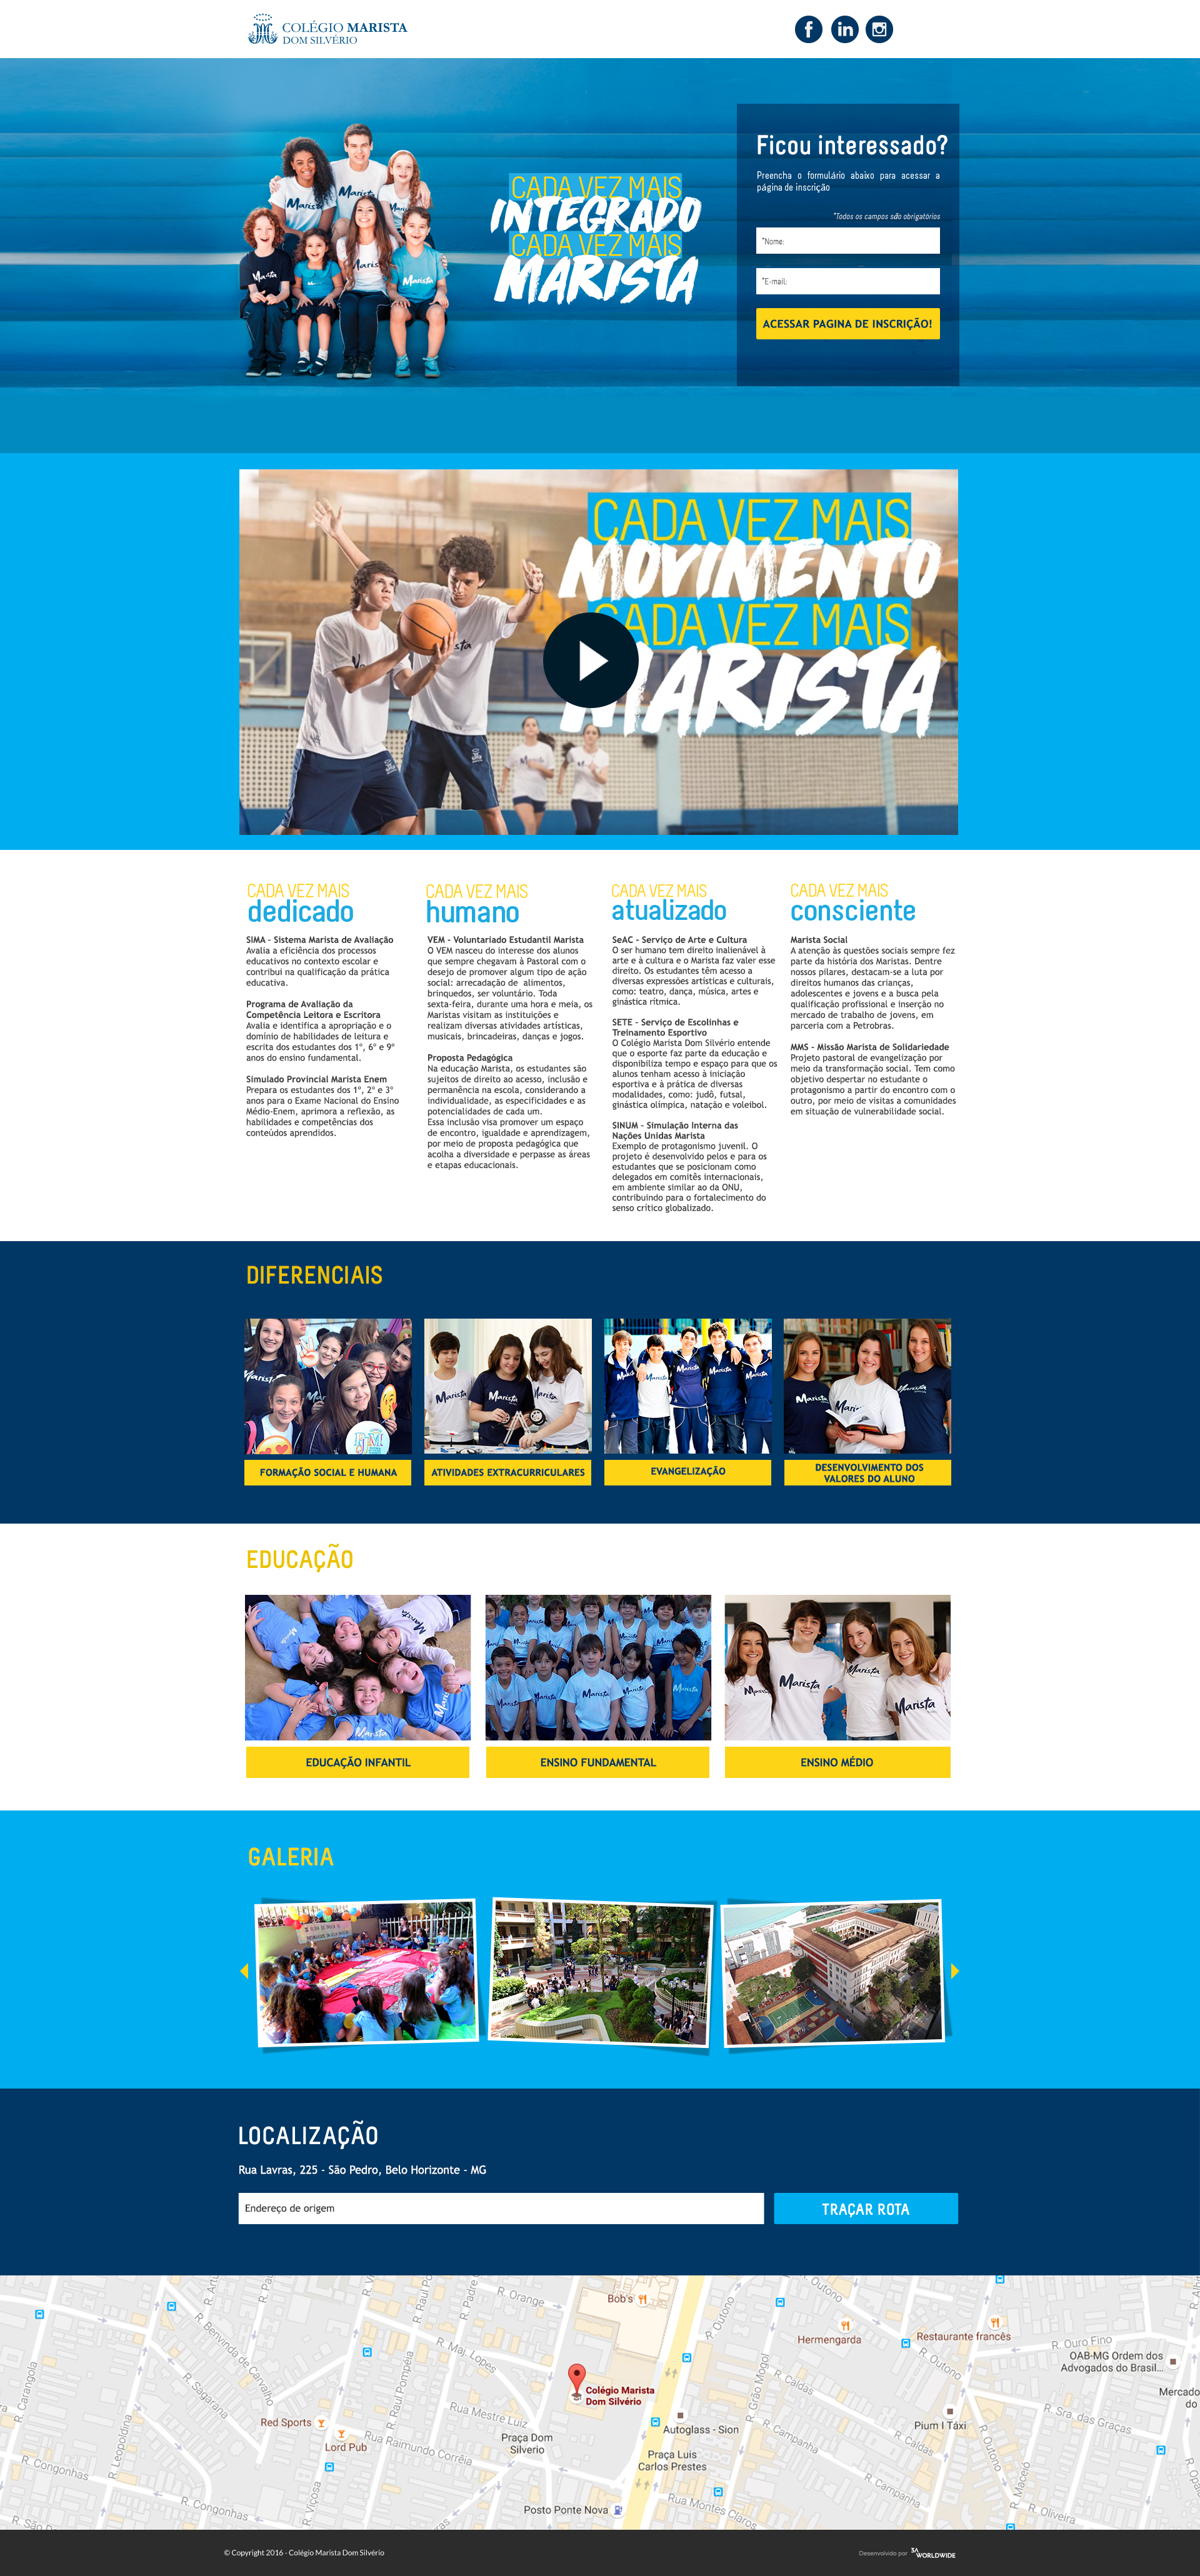 COLÉGIO MARISTA
DOM SILVÉRIO
CADA VEZ MAIS
INTEGRADO
CADA VEZ MAIS
MARISTA
Ficou interessado?
Preencha o formulário abaixo para acessar a
página de inscrição
*Todos os campos são obrigatórios
*Nome:
*E-mail:
ACESSAR PAGINA DE INSCRIÇÃO!
CADA VEZ MAIS
MOVIMENTO
CADA VEZ MAIS
MARISTA
CADA VEZ MAIS
dedicado
SIMA - Sistema Marista de Avaliação
Avalia a eficiência dos processos
educativos no contexto escolar e
contribui na qualificação da prática
educativa.
Programa de Avaliação da
Competência Leitora e Escritora
Avalia e identifica a apropriação e o
domínio de habilidades de leitura e
escrita dos estudantes dos 1º, 6º e 9º
anos do ensino fundamental.
Simulado Provincial Marista Enem
Prepara os estudantes dos 1º, 2º e 3º
anos para o Exame Nacional do Ensino
Médio-Enem, aprimora a reflexão, as
habilidades e competências dos
conteúdos aprendidos.
CADA VEZ MAIS
humano
VEM - Voluntariado Estudantil Marista
O VEM nasceu do interesse dos alunos
que sempre chegavam à Pastoral com o
desejo de promover algum tipo de ação
social: arrecadação de alimentos,
brinquedos, ser voluntário. Toda
sexta-feira, durante uma hora e meia, os
Maristas visitam as instituições e
realizam diversas atividades artísticas,
musicais, brincadeiras, danças e jogos.
Proposta Pedagógica
Na educação Marista, os estudantes são
sujeitos de direito ao acesso, inclusão e
permanência na escola, considerando a
individualidade, as especificidades e as
potencialidades de cada um.
Essa inclusão visa promover um espaço
de encontro, igualdade e aprendizagem,
por meio de proposta pedagógica que
acolha a diversidade e perpasse as áreas
e etapas educacionais.
CADA VEZ MAIS
atualizado
SeAC - Serviço de Arte e Cultura
O ser humano tem direito inalienável à
arte e à cultura e o Marista faz valer esse
direito. Os estudantes têm acesso a
diversas expressões artísticas e culturais,
como: teatro, dança, música, artes e
ginástica rítmica.
SETE - Serviço de Escolinhas e
Treinamento Esportivo
O Colégio Marista Dom Silvério entende
que o esporte faz parte da educação e
disponibiliza tempo e espaço para que os
alunos tenham acesso à iniciação
esportiva e à prática de diversas
modalidades, como: judô, futsal,
ginástica olímpica, natação e voleibol.
SINUM - Simulação Interna das
Nações Unidas Marista
Exemplo de protagonismo juvenil. O
projeto é desenvolvido pelos e para os
estudantes que se posicionam como
delegados em comitês internacionais,
em ambiente similar ao da ONU,
contribuindo para o fortalecimento do
senso crítico globalizado.
CADA VEZ MAIS
consciente
Marista Social
A atenção às questões sociais sempre fez
parte da história dos Maristas. Dentre
nossos pilares, destacam-se a luta por
direitos humanos das crianças,
adolescentes e jovens e a busca pela
qualificação profissional e inserção no
mercado de trabalho de jovens, em
parceria com a Petrobras.
MMS - Missão Marista de Solidariedade
Projeto pastoral de evangelização por
meio da transformação social. Tem como
objetivo despertar no estudante o
protagonismo a partir do encontro com o
outro, por meio de visitas a comunidades
em situação de vulnerabilidade social.
DIFERENCIAIS
FORMAÇÃO SOCIAL E HUMANA
ATIVIDADES EXTRACURRICULARES
EVANGELIZAÇÃO
DESENVOLVIMENTO DOS
VALORES DO ALUNO
EDUCAÇÃO
EDUCAÇÃO INFANTIL
ENSINO FUNDAMENTAL
ENSINO MÉDIO
GALERIA
LOCALIZAÇÃO
Rua Lavras, 225 - São Pedro, Belo Horizonte - MG
Endereço de origem
TRAÇAR ROTA
Bob's
R. Orange
R. Outono
R. Outono
Hermengarda
Restaurante francês
R. Ouro Fino
OAB-MG Ordem dos
Advogados do Brasil...
R. Benvinda de Carvalho
R. Raul Pompéia
R. Maj. Lopes
R. Grão Mogol
R. Outono
Mercado
do
R. Carangola
R. Sagarana
Colégio Marista
Dom Silvério
Rua Mestre Luiz
Red Sports
Lord Pub
Rua Raimundo Corrêia
Praça Dom
Silverio
Autoglass - Sion
Praça Luis
Carlos Prestes
R. Campanha
R. Caldas
Pium I Táxi
R. Sra. das Graças
R. Leopoldina
R. Congonhas
R. Congonhas
R. Viçosa
Posto Ponte Nova
Rua Montes Claros
R. Campanha
R. Caldas
R. Outono
R. Maceió
R. Oliveira
© Copyright 2016 - Colégio Marista Dom Silvério
Desenvolvido por 3A WORLDWIDE